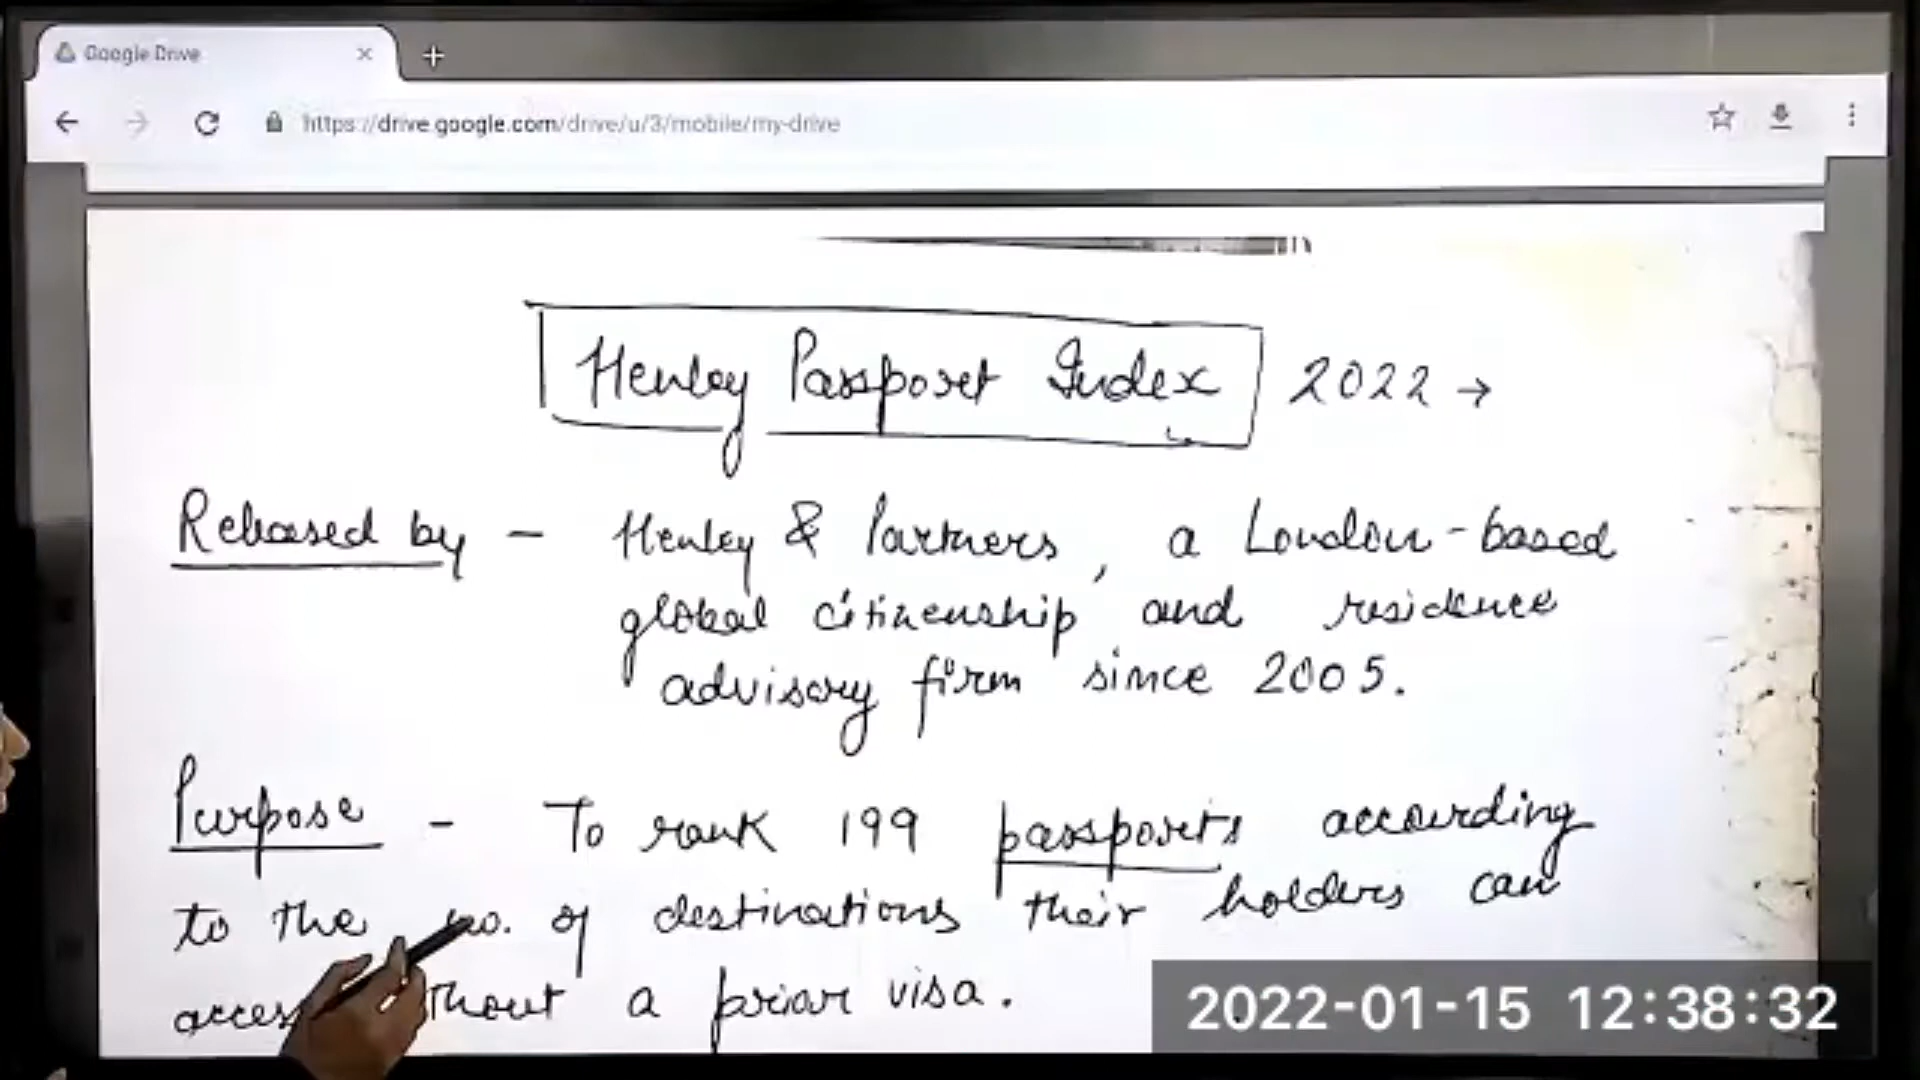 Google Drive
https://drive.google.com/drive/u/3/mobile/my-drive
Henley Passport Index 2022 →
Released by - Henley & Partners, a London-based
global citizenship and residence
advisory firm since 2005.
Purpose - To rank 199 passports according
to the no. of destinations their holders can
a prior visa.
2022-01-15 12:38:32